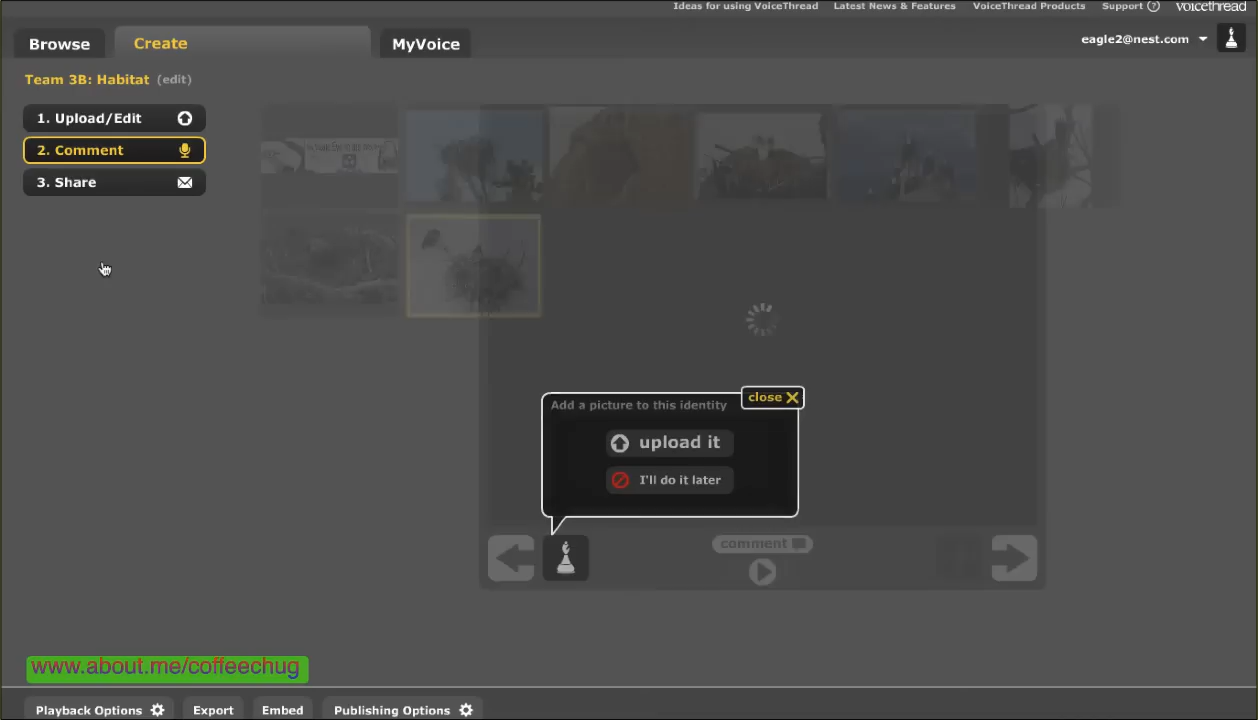 Ideas for using VoiceThread Latest News & Features VoiceThread Products Support ? voicethread
Browse Create MyVoice eagle2@nest.com
Team 3B: Habitat (edit)
1. Upload/Edit
2. Comment
3. Share
close X
Add a picture to this identity
upload it
I'll do it later
comment
www.about.me/coffeechug
Playback Options Export Embed Publishing Options